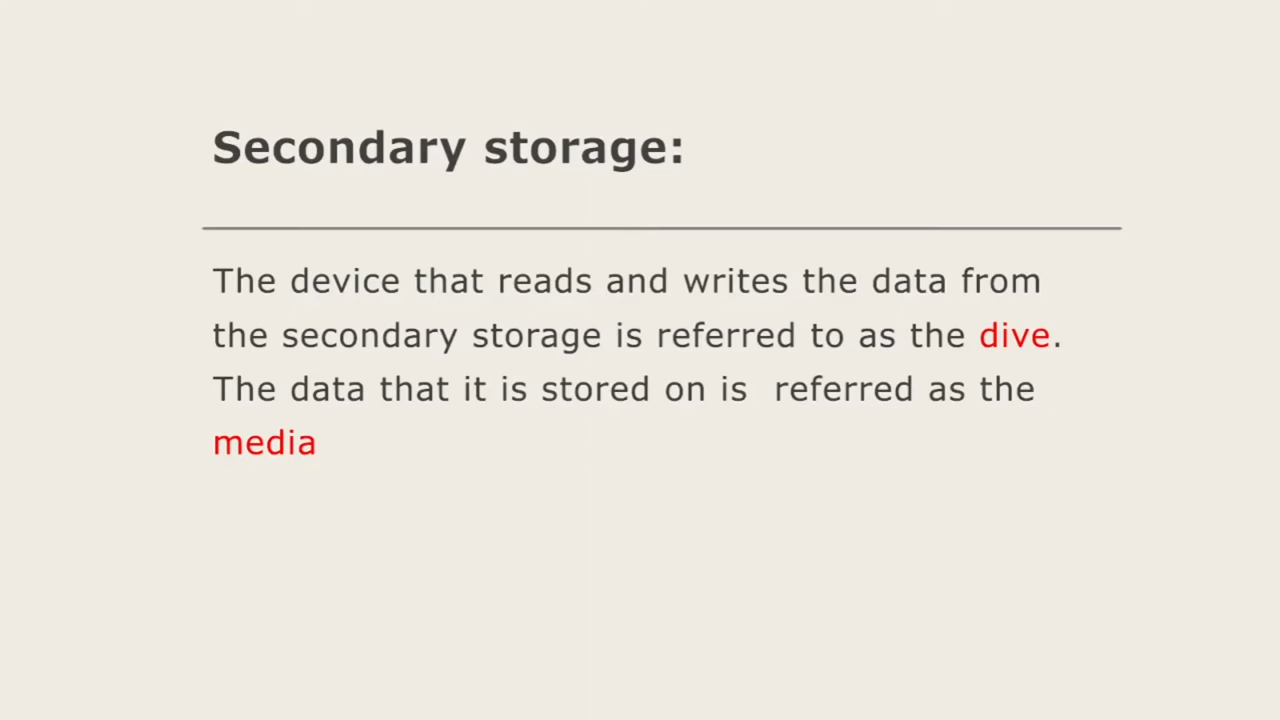 Secondary storage:
The device that reads and writes the data from
the secondary storage is referred to as the dive.
The data that it is stored on is  referred as the
media